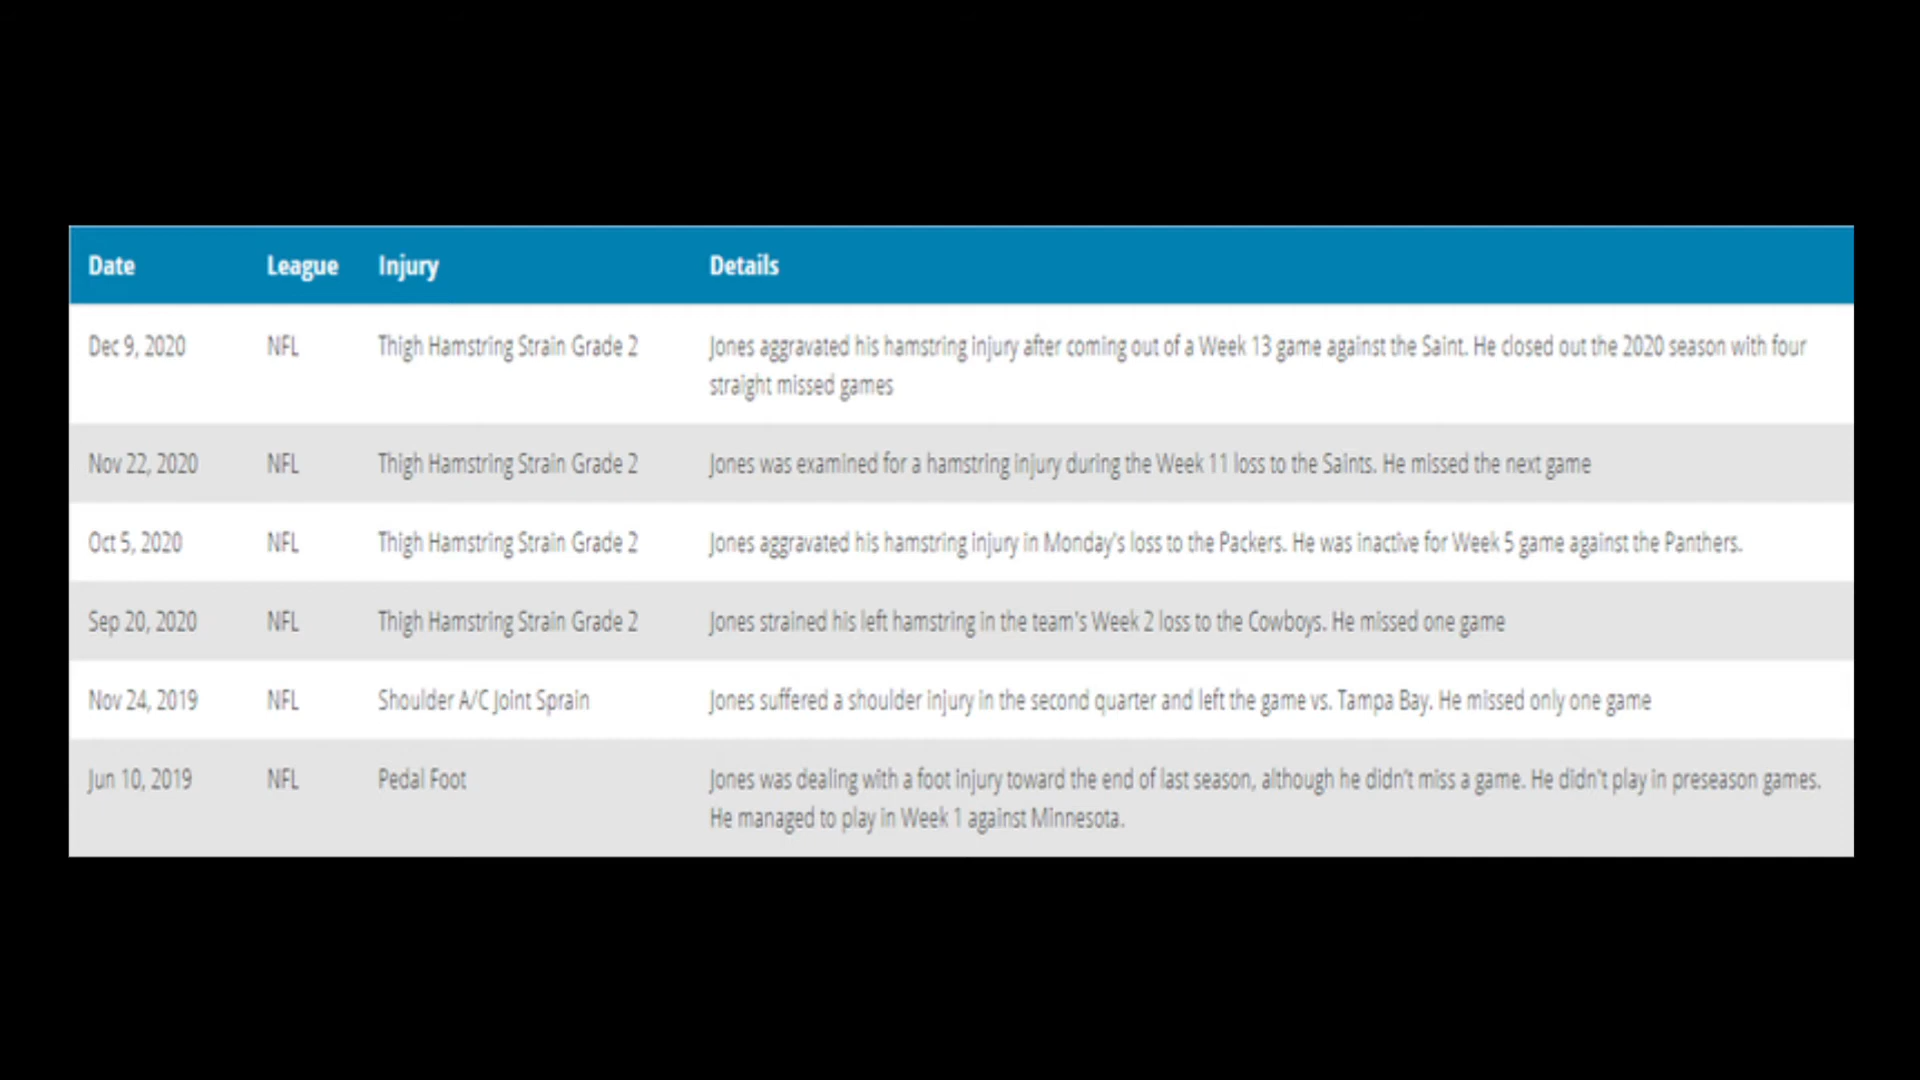 Date League Injury Details
Dec 9, 2020 NFL Thigh Hamstring Strain Grade 2 Jones aggravated his hamstring injury after coming out of a Week 13 game against the Saint. He closed out the 2020 season with four
straight missed games
Nov 22, 2020 NFL Thigh Hamstring Strain Grade 2 Jones was examined for a hamstring injury during the Week 11 loss to the Saints. He missed the next game
Oct 5, 2020 NFL Thigh Hamstring Strain Grade 2 Jones aggravated his hamstring injury in Monday's loss to the Packers. He was inactive for Week 5 game against the Panthers.
Sep 20, 2020 NFL Thigh Hamstring Strain Grade 2 Jones strained his left hamstring in the team's Week 2 loss to the Cowboys. He missed one game
Nov 24, 2019 NFL Shoulder A/C Joint Sprain Jones suffered a shoulder injury in the second quarter and left the game vs. Tampa Bay. He missed only one game
Jun 10, 2019 NFL Pedal Foot Jones was dealing with a foot injury toward the end of last season, although he didn't miss a game. He didn't play in preseason games.
He managed to play in Week 1 against Minnesota.